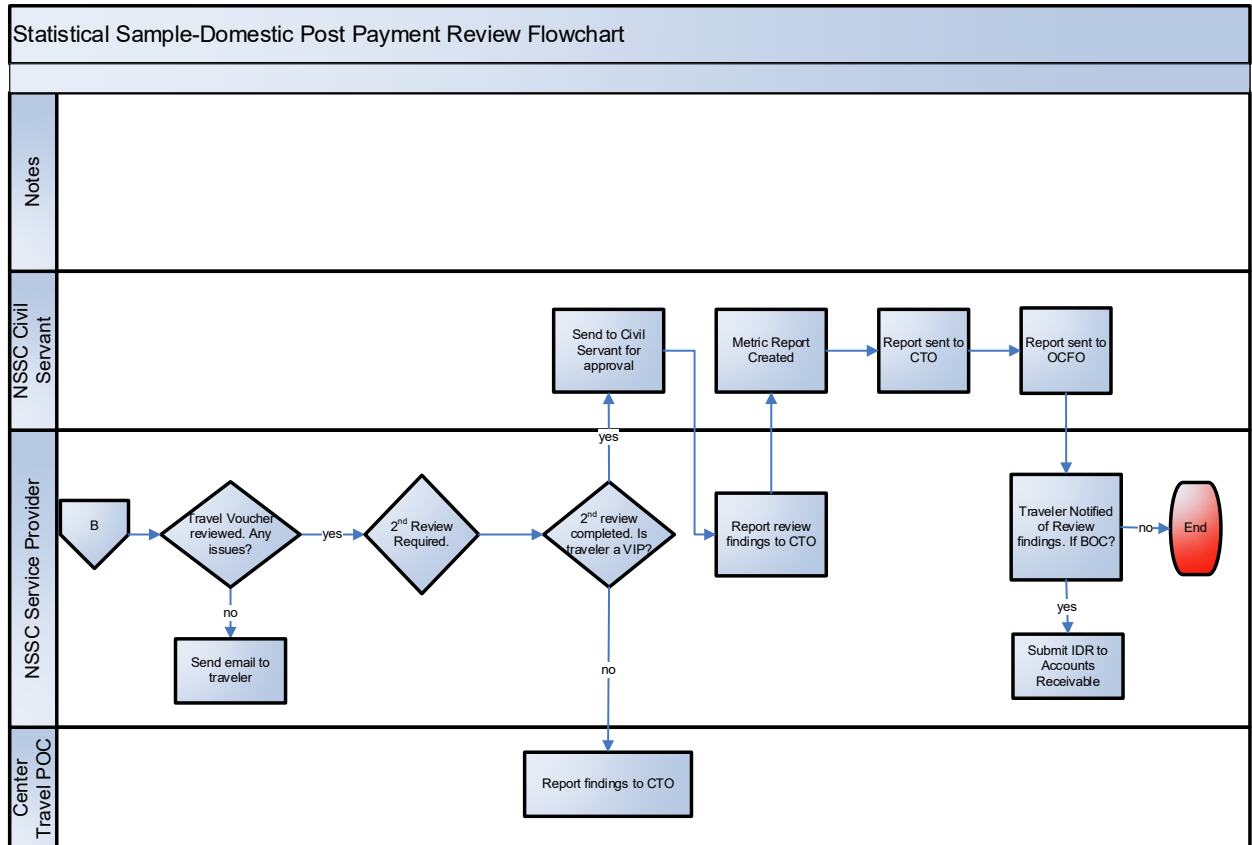 Statistical Sample-Domestic Post Payment Review Flowchart
Notes
NSSC Civil
Servant
Send to Civil
Servant for
approval
Metric Report
Created
Report sent to
CTO
Report sent to
OCFO
yes
NSSC Service Provider
B
Travel Voucher
reviewed. Any
issues?
yes
2nd Review
Required.
2nd review
completed. Is
traveler a VIP?
Report review
findings to CTO
Traveler Notified
of Review
findings. If BOC?
no
End
no
Send email to
traveler
no
yes
Submit IDR to
Accounts
Receivable
Center
Travel POC
Report findings to CTO